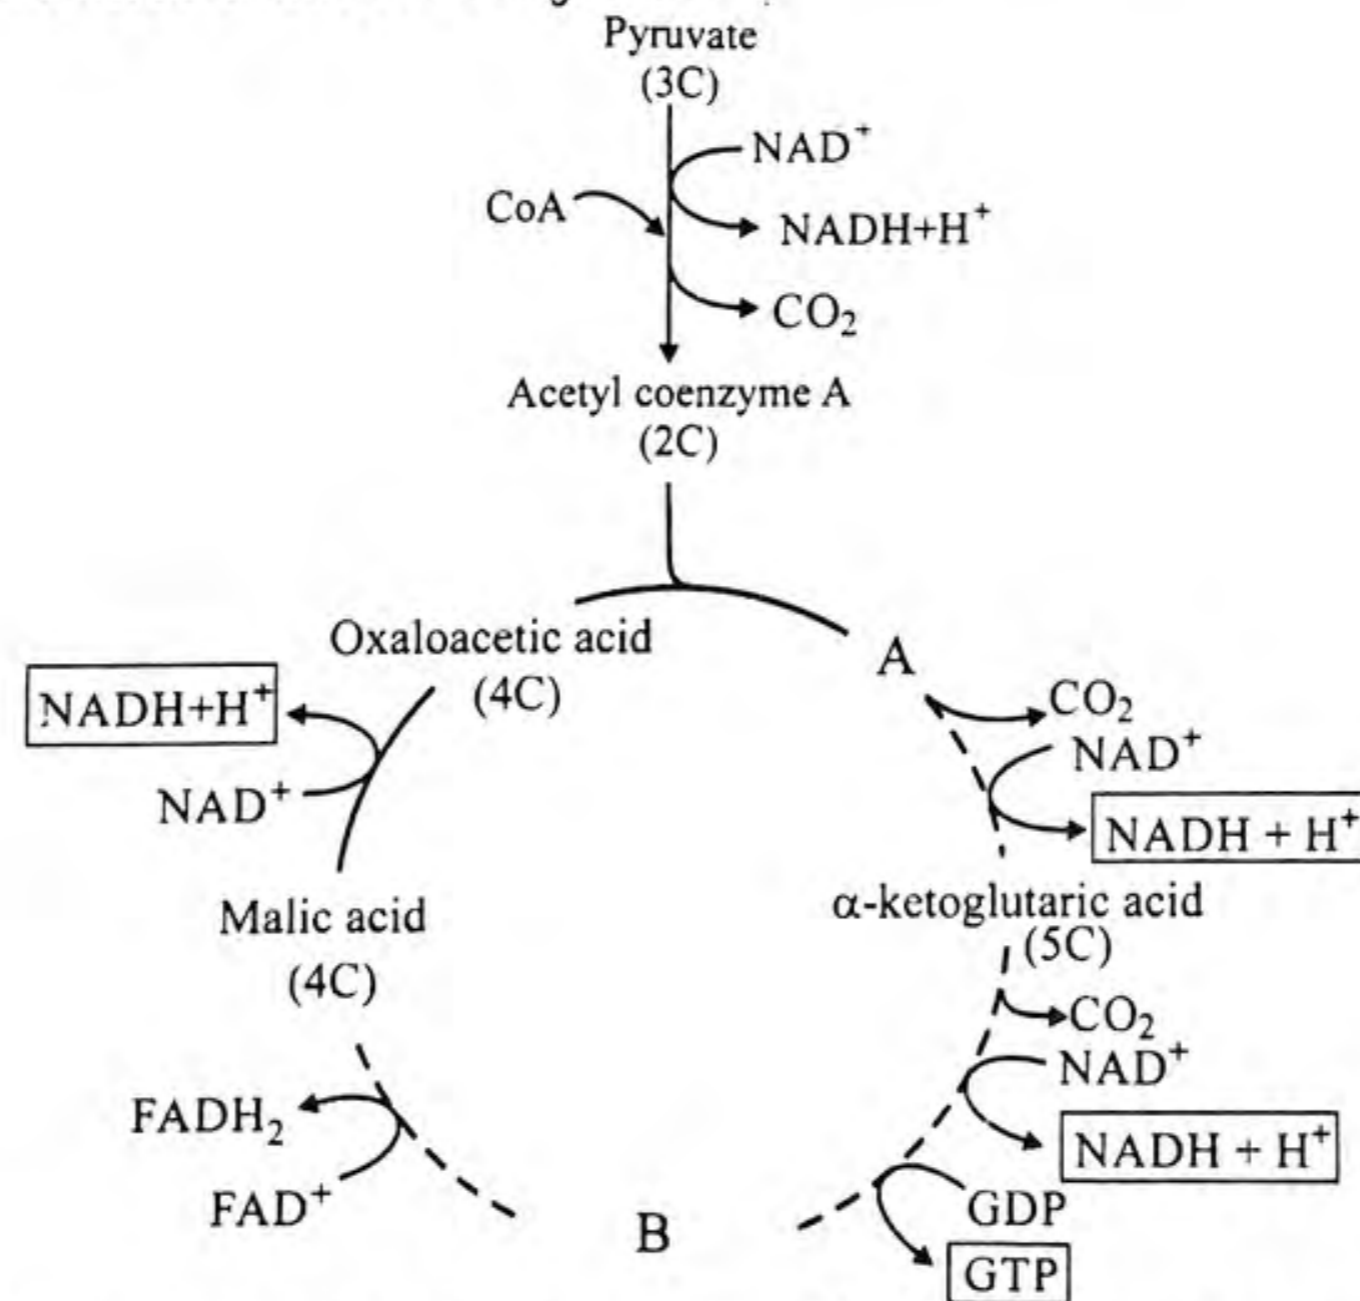 Pyruvate
(3C)
NAD⁺
CoA
NADH+H⁺
CO₂
Acetyl coenzyme A
(2C)
Oxaloacetic acid
(4C)
A
NADH+H⁺
NAD⁺
CO₂
NAD⁺
NADH + H⁺
Malic acid
(4C)
α-ketoglutaric acid
(5C)
CO₂
NAD⁺
NADH + H⁺
FADH₂
FAD⁺
B
GDP
GTP